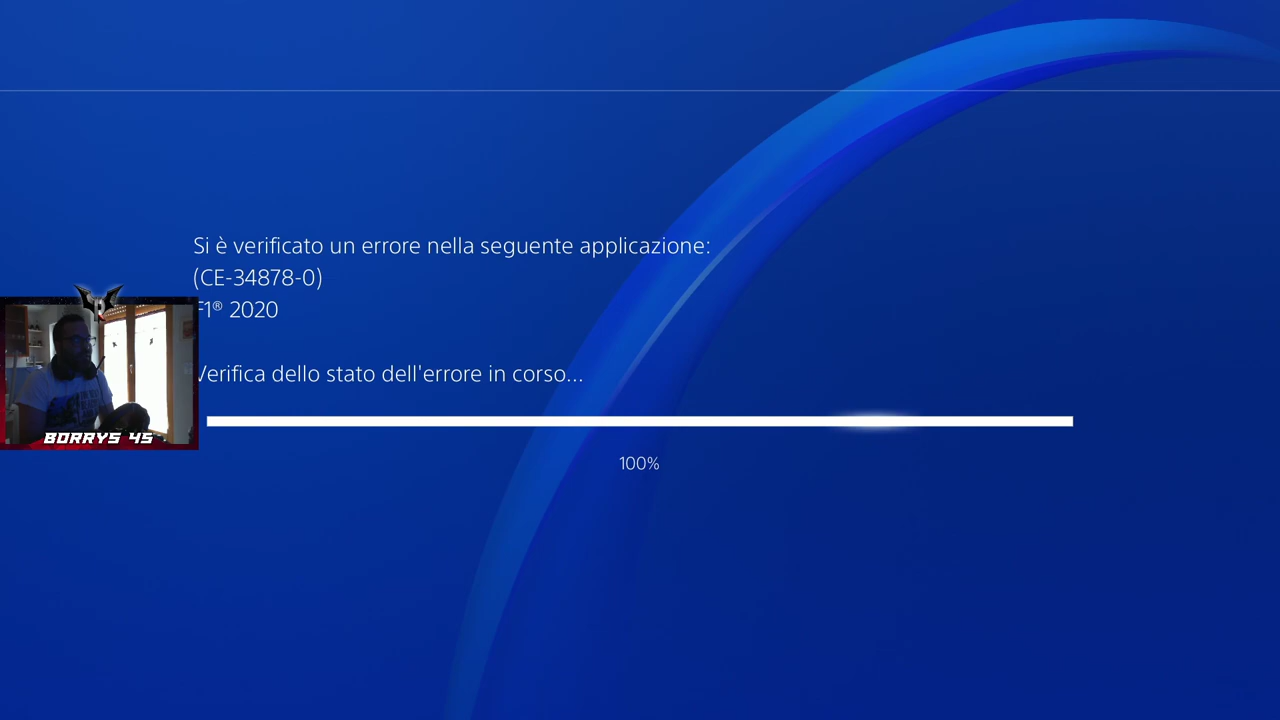 Si è verificato un errore nella seguente applicazione:
(CE-34878-0)
F1® 2020
Verifica dello stato dell'errore in corso...
BORRYS 45
100%